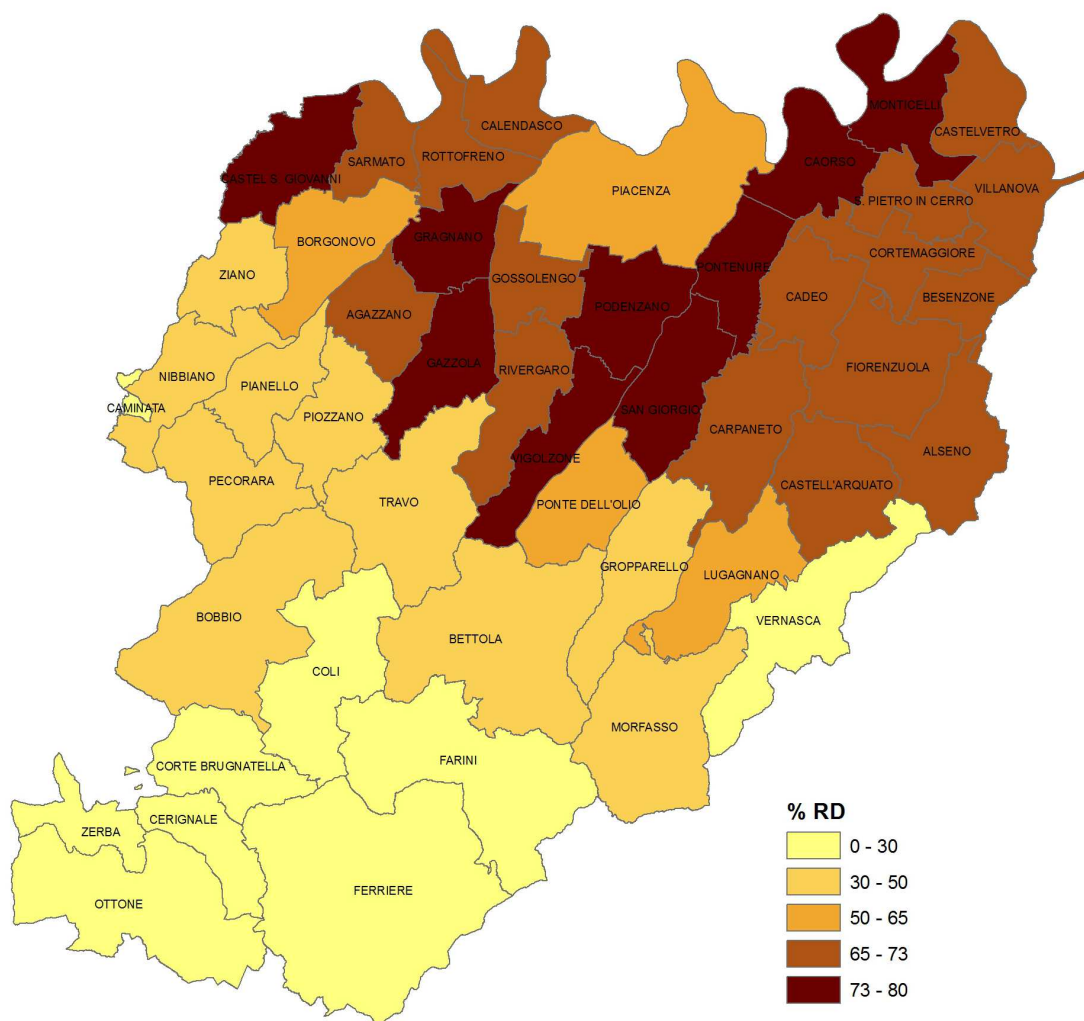 MONTICELLI
CALENDASCO
CASTELVETRO
ROTTOFRENO
SARMATO
CAORSO
CASTEL S. GIOVANNI
PIACENZA
VILLANOVA
S. PIETRO IN CERRO
GRAGNANO
BORGONOVO
CORTEMAGGIORE
PONTENURE
ZIANO
GOSSOLENGO
CADEO
BESENZONE
PODENZANO
AGAZZANO
GAZZOLA
FIORENZUOLA
RIVERGARO
NIBBIANO
PIANELLO
CAMINATA
SAN GIORGIO
PIOZZANO
CARPANETO
ALSENO
VIGOLZONE
PECORARA
CASTELL'ARQUATO
TRAVO
PONTE DELL'OLIO
GROPPARELLO
LUGAGNANO
BOBBIO
VERNASCA
BETTOLA
COLI
MORFASSO
FARINI
CORTE BRUGNATELLA
CERIGNALE
ZERBA
FERRIERE
OTTONE
% RD
0 - 30
30 - 50
50 - 65
65 - 73
73 - 80